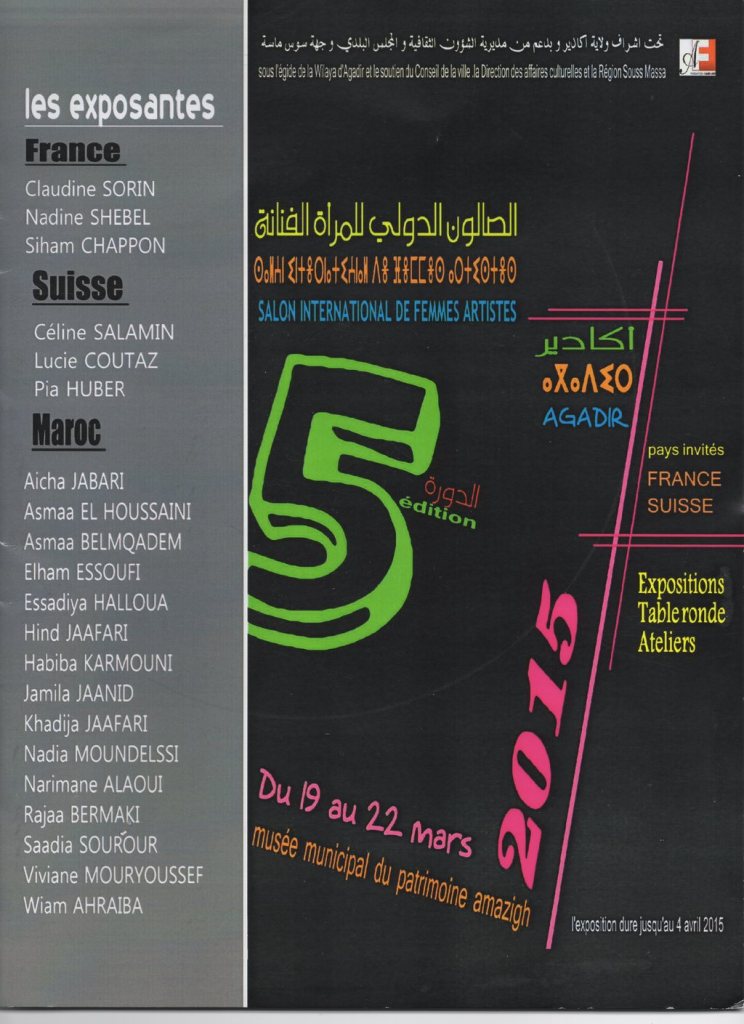 les exposantes
France
Claudine SORIN
Nadine SHEBEL
Siham CHAPPON
Suisse
Céline SALAMIN
Lucie COUTAZ
Pia HUBER
Maroc
Aicha JABARI
Asmaa EL HOUSSAINI
Asmaa BELMQADEM
Elham ESSOUFI
Essadiya HALLOUA
Hind JAAFARI
Habiba KARMOUNI
Jamila JAANID
Khadija JAAFARI
Nadia MOUNDELSSI
Narimane ALAOUI
Rajaa BERMAKI
Saadia SOUROUR
Viviane MOURYOUSSEF
Wiam AHRAIBA
تحت اشراف ولاية اكادير و بدعم من مديرية الشؤون الثقافية و المجلس البلدي و جهة سوس ماسة
sous l'égide de la Wilaya d'Agadir et le soutien du Conseil de la ville ,la Direction des affaires culturelles et la Région Souss Massa
الصالون الدولي للمرأة الفنانة
SALON INTERNATIONAL DE FEMMES ARTISTES
اكادير
ⴰⴳⴰⴷⵉⵔ
AGADIR
5
الدورة
édition
pays invités
FRANCE
SUISSE
Expositions
Table ronde
Ateliers
2015
Du 19 au 22 mars
musée municipal du patrimoine amazigh
l'exposition dure jusqu'au 4 avril 2015